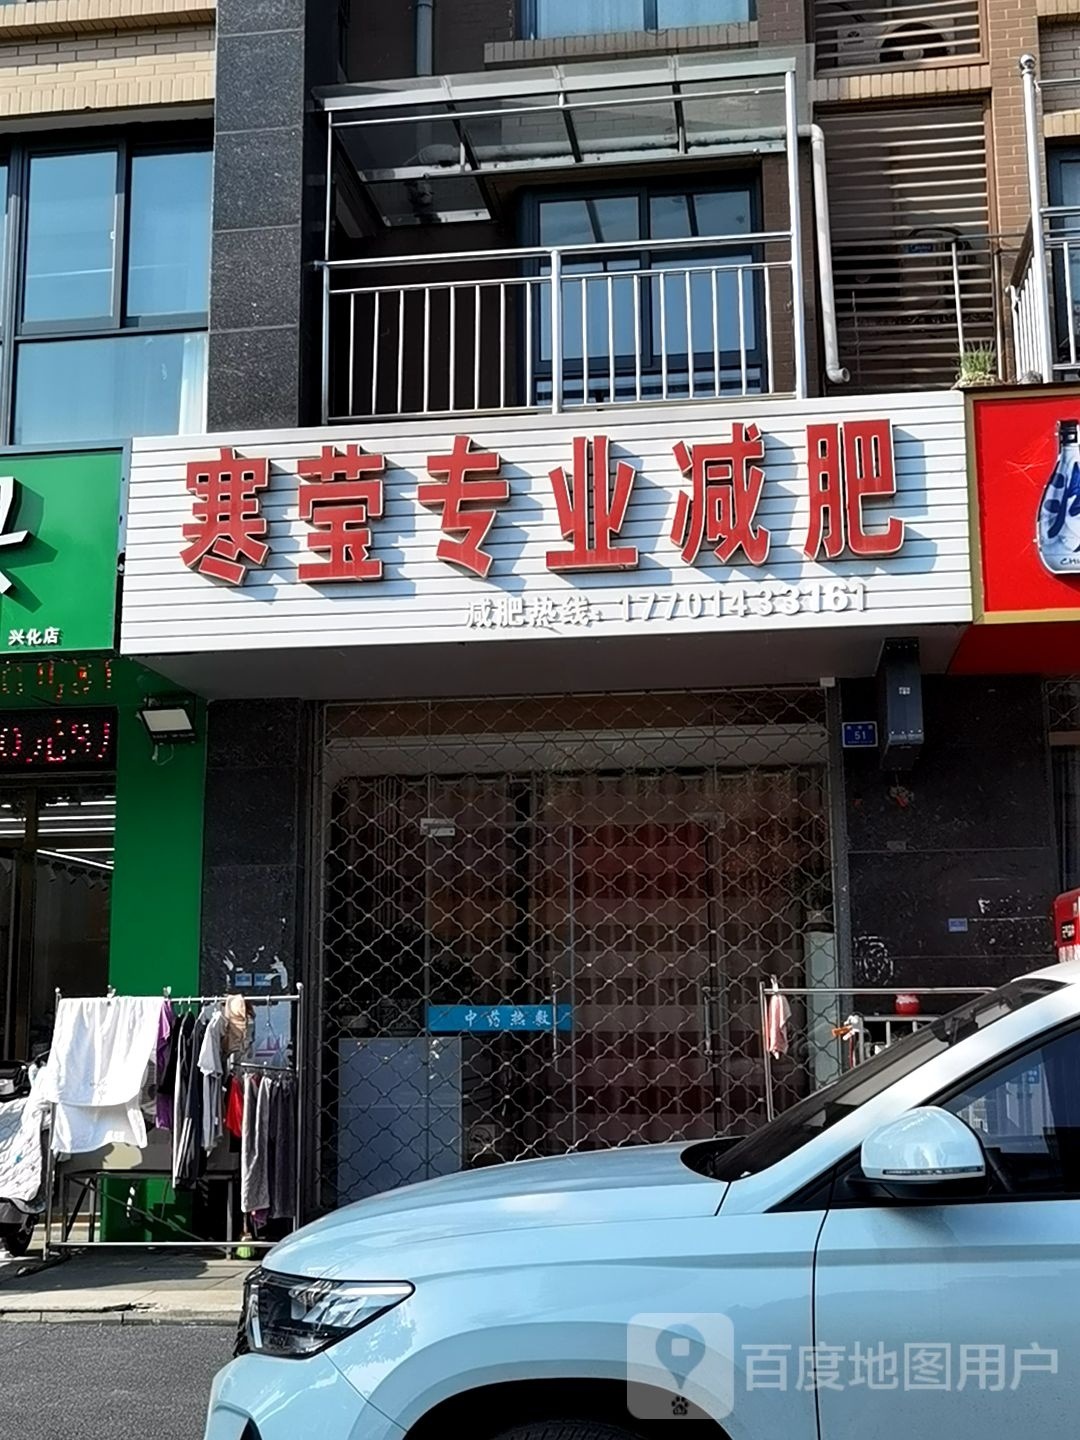 寒莹专业减肥
减肥热线：17701433161
兴化店
51
中药热敷
百度地图用户